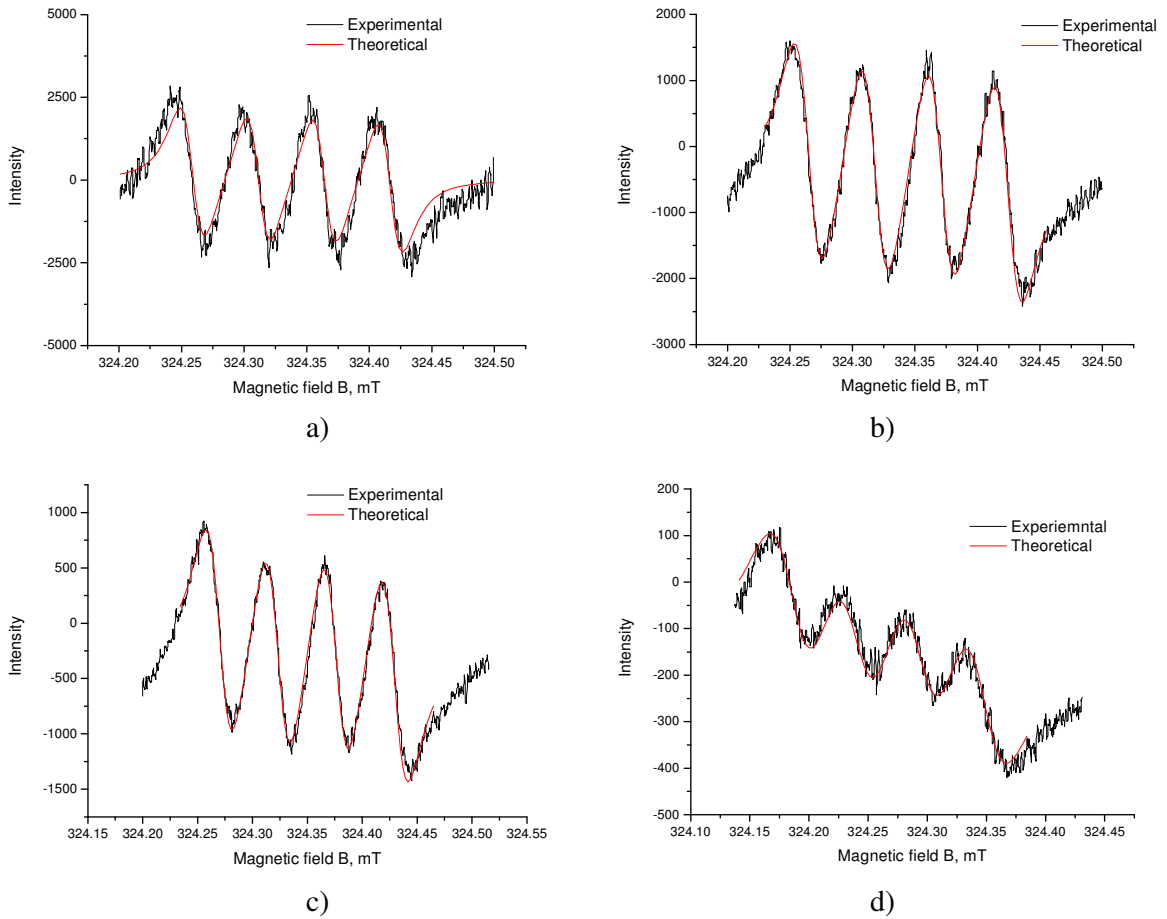 5000
2500
0
-2500
-5000
Intensity
Experimental
Theoretical
324.20 324.25 324.30 324.35 324.40 324.45 324.50
Magnetic field B, mT
a)
2000
1000
0
-1000
-2000
-3000
Intensity
Experimental
Theoretical
324.20 324.25 324.30 324.35 324.40 324.45 324.50
Magnetic field B, mT
b)
1000
500
0
-500
-1000
-1500
Intensity
Experimental
Theoretical
324.15 324.20 324.25 324.30 324.35 324.40 324.45 324.50 324.55
Magnetic field B, mT
c)
200
100
0
-100
-200
-300
-400
-500
Intensity
Experiemntal
Theoretical
324.10 324.15 324.20 324.25 324.30 324.35 324.40 324.45
Magnetic field B, mT
d)